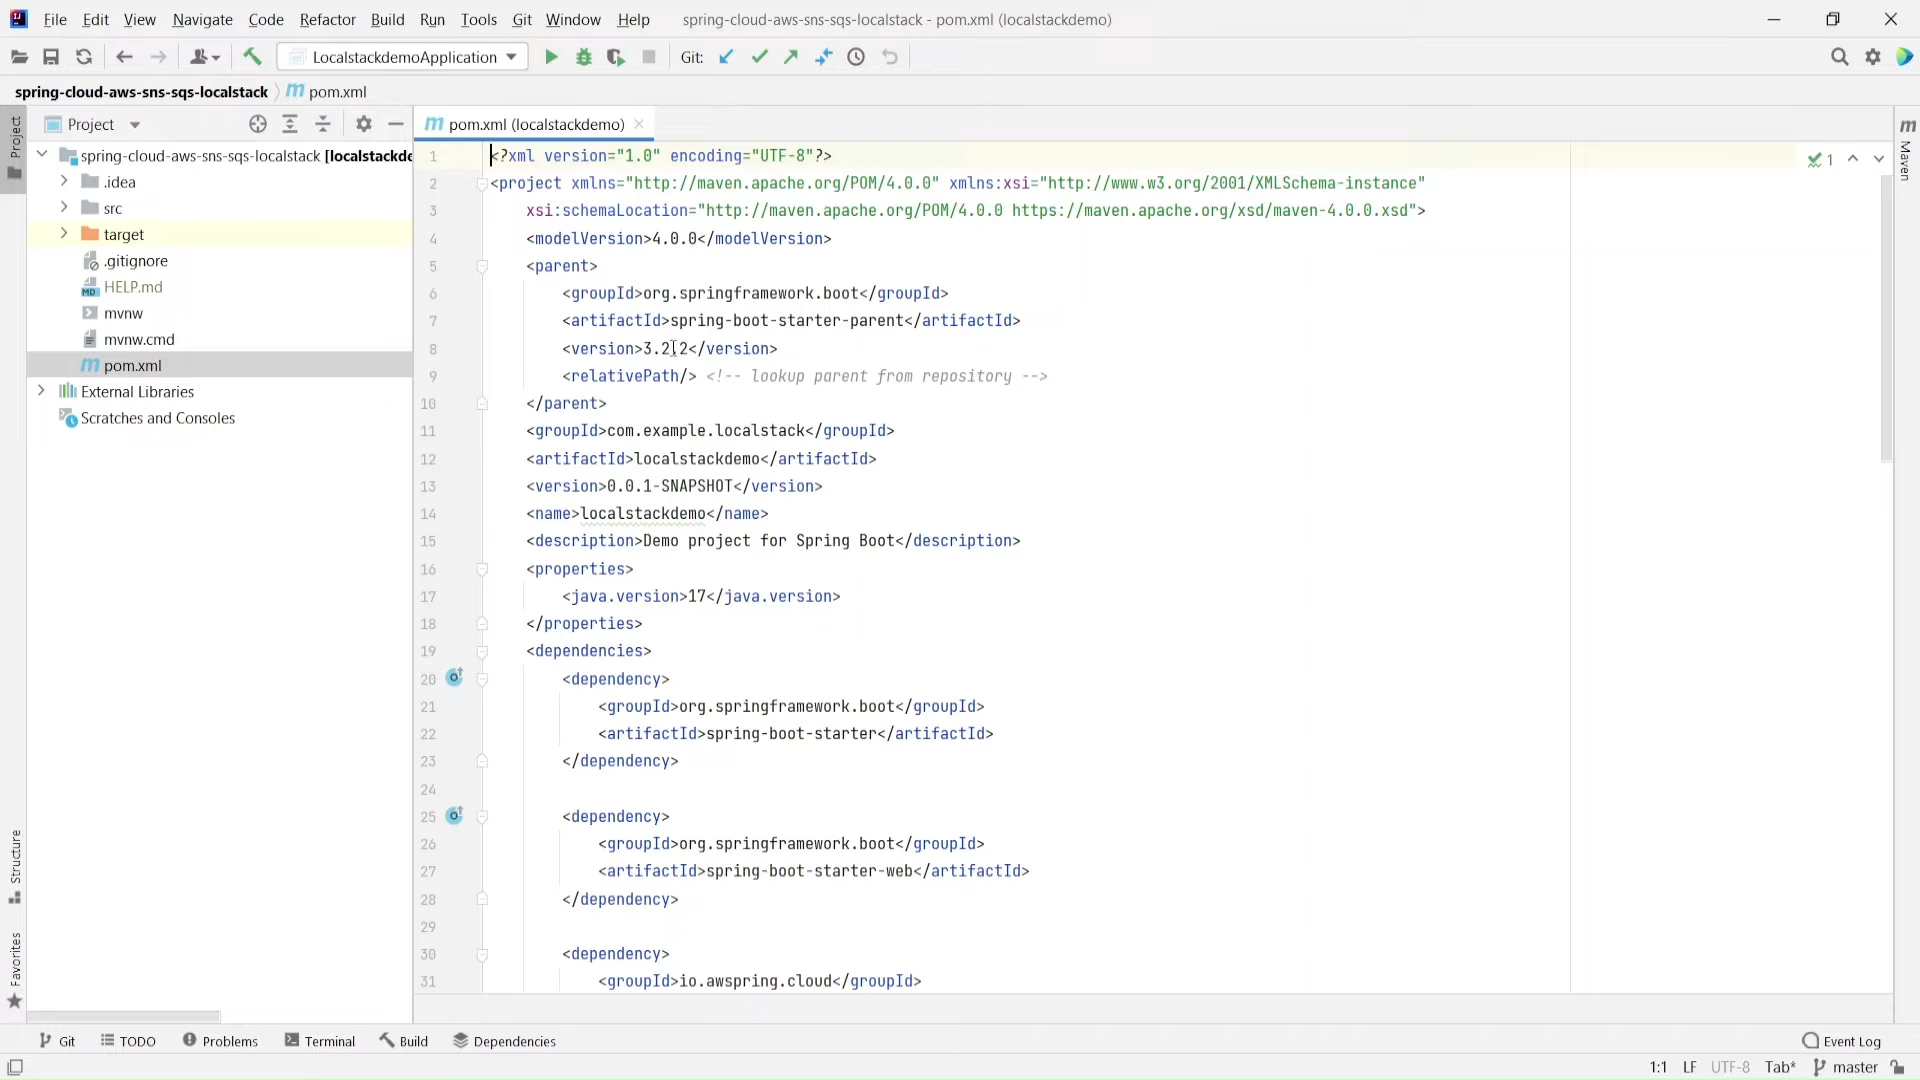 File Edit View Navigate Code Refactor Build Run Tools Git Window Help spring-cloud-aws-sns-sqs-localstack - pom.xml (localstackdemo)
LocalstackdemoApplication Git:
spring-cloud-aws-sns-sqs-localstack pom.xml
Project
pom.xml (localstackdemo)
Project
Maven
spring-cloud-aws-sns-sqs-localstack [localstackde
.idea
src
target
.gitignore
HELP.md
mvnw
mvnw.cmd
pom.xml
External Libraries
Scratches and Consoles
1
1 <?xml version="1.0" encoding="UTF-8"?>
2 <project xmlns="http://maven.apache.org/POM/4.0.0" xmlns:xsi="http://www.w3.org/2001/XMLSchema-instance"
3 xsi:schemaLocation="http://maven.apache.org/POM/4.0.0 https://maven.apache.org/xsd/maven-4.0.0.xsd">
4 <modelVersion>4.0.0</modelVersion>
5 <parent>
6 <groupId>org.springframework.boot</groupId>
7 <artifactId>spring-boot-starter-parent</artifactId>
8 <version>3.2.2</version>
9 <relativePath/> <!-- lookup parent from repository -->
10 </parent>
11 <groupId>com.example.localstack</groupId>
12 <artifactId>localstackdemo</artifactId>
13 <version>0.0.1-SNAPSHOT</version>
14 <name>localstackdemo</name>
15 <description>Demo project for Spring Boot</description>
16 <properties>
17 <java.version>17</java.version>
18 </properties>
19 <dependencies>
20 <dependency>
21 <groupId>org.springframework.boot</groupId>
22 <artifactId>spring-boot-starter</artifactId>
23 </dependency>
24
25 <dependency>
26 <groupId>org.springframework.boot</groupId>
27 <artifactId>spring-boot-starter-web</artifactId>
28 </dependency>
29
30 <dependency>
31 <groupId>io.awspring.cloud</groupId>
Structure
Favorites
Git TODO Problems Terminal Build Dependencies Event Log
1:1 LF UTF-8 Tab* master